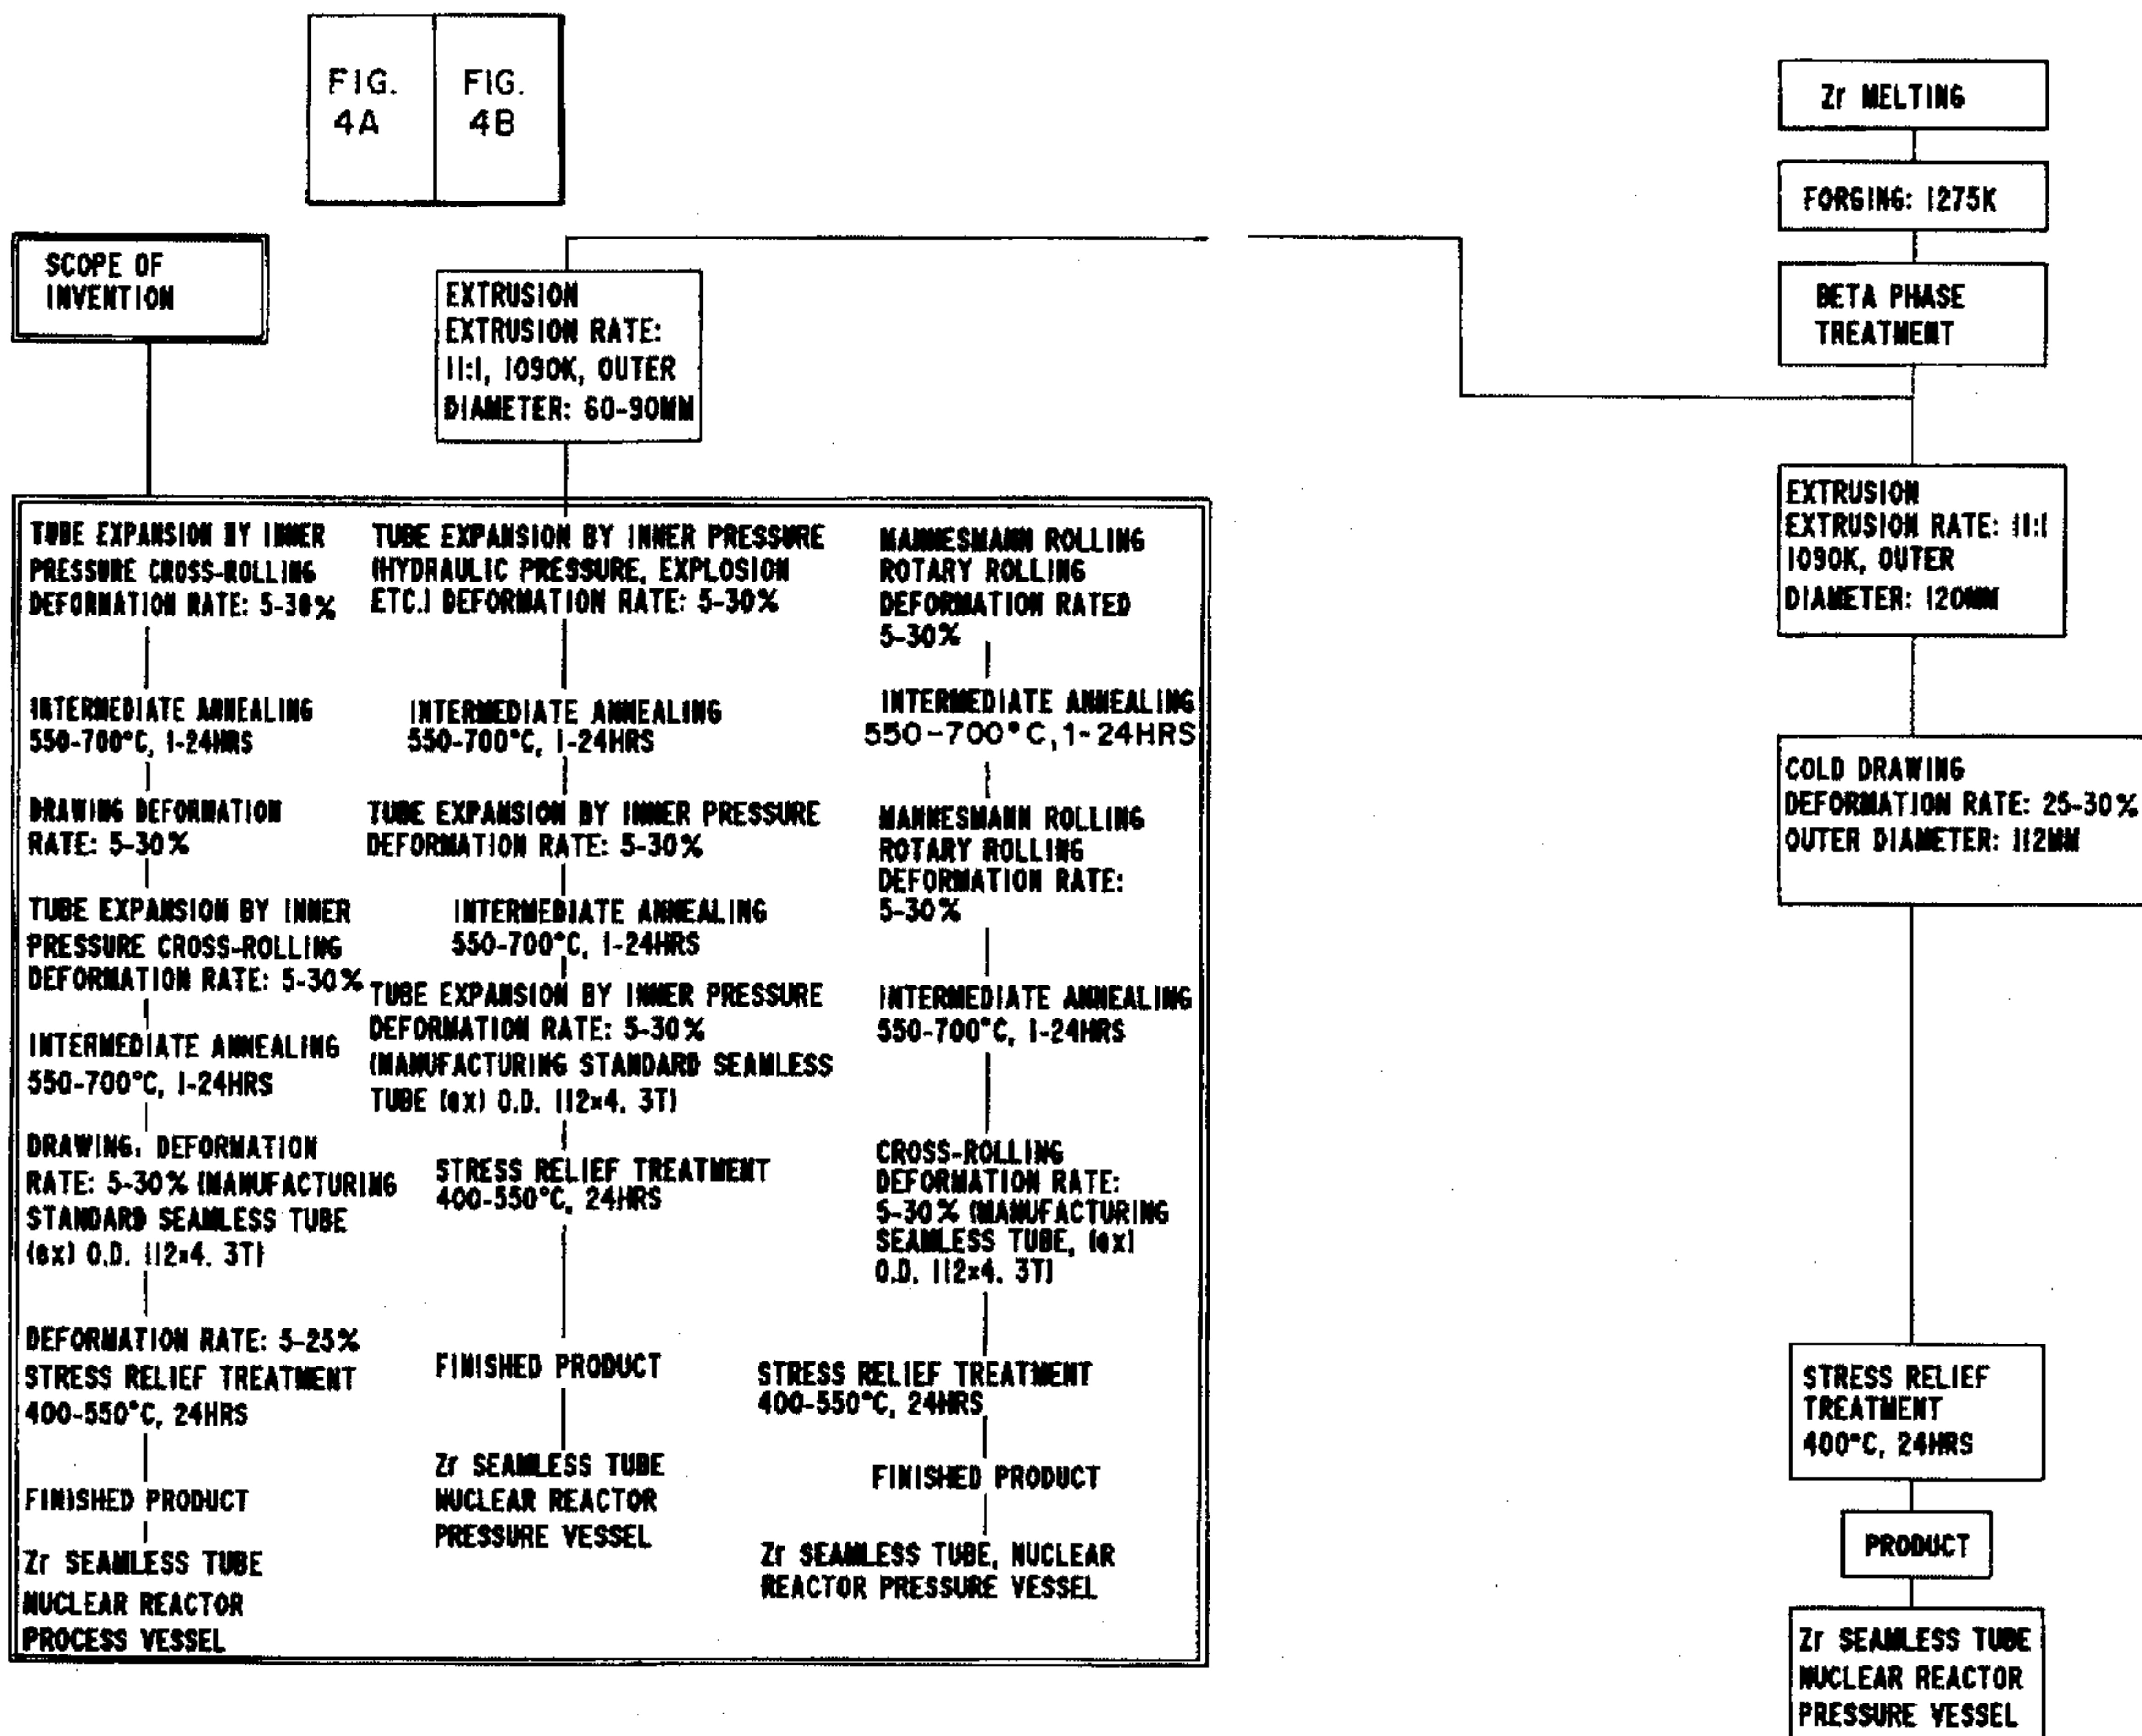 FIG.
4A
FIG.
4B
SCOPE OF
INVENTION
EXTRUSION
EXTRUSION RATE:
11:1, 1090K, OUTER
DIAMETER: 60-90MM
TUBE EXPANSION BY INNER
PRESSURE CROSS-ROLLING
DEFORMATION RATE: 5-30%
INTERMEDIATE ANNEALING
550-700°C, 1-24HRS
DRAWING DEFORMATION
RATE: 5-30%
TUBE EXPANSION BY INNER
PRESSURE CROSS-ROLLING
DEFORMATION RATE: 5-30%
INTERMEDIATE ANNEALING
550-700°C, 1-24HRS
DRAWING, DEFORMATION
RATE: 5-30% (MANUFACTURING
STANDARD SEAMLESS TUBE
(ex) O.D. 112×4. 3T)
DEFORMATION RATE: 5-25%
STRESS RELIEF TREATMENT
400-550°C, 24HRS
FINISHED PRODUCT
Zr SEAMLESS TUBE
NUCLEAR REACTOR
PROCESS VESSEL
TUBE EXPANSION BY INNER PRESSURE
(HYDRAULIC PRESSURE, EXPLOSION
ETC.) DEFORMATION RATE: 5-30%
INTERMEDIATE ANNEALING
550-700°C, 1-24HRS
TUBE EXPANSION BY INNER PRESSURE
DEFORMATION RATE: 5-30%
INTERMEDIATE ANNEALING
550-700°C, 1-24HRS
TUBE EXPANSION BY INNER PRESSURE
DEFORMATION RATE: 5-30%
(MANUFACTURING STANDARD SEAMLESS
TUBE (ex) O.D. 112×4. 3T)
STRESS RELIEF TREATMENT
400-550°C, 24HRS
FINISHED PRODUCT
Zr SEAMLESS TUBE
NUCLEAR REACTOR
PRESSURE VESSEL
MANNESMANN ROLLING
ROTARY ROLLING
DEFORMATION RATED
5-30%
INTERMEDIATE ANNEALING
550-700°C, 1-24HRS
MANNESMANN ROLLING
ROTARY ROLLING
DEFORMATION RATE:
5-30%
INTERMEDIATE ANNEALING
550-700°C, 1-24HRS
CROSS-ROLLING
DEFORMATION RATE:
5-30% (MANUFACTURING
SEAMLESS TUBE, (ex)
O.D. 112×4. 3T)
STRESS RELIEF TREATMENT
400-550°C, 24HRS
FINISHED PRODUCT
Zr SEAMLESS TUBE, NUCLEAR
REACTOR PRESSURE VESSEL
Zr MELTING
FORGING: 1275K
BETA PHASE
TREATMENT
EXTRUSION
EXTRUSION RATE: 11:1
1090K, OUTER
DIAMETER: 120MM
COLD DRAWING
DEFORMATION RATE: 25-30%
OUTER DIAMETER: 112MM
STRESS RELIEF
TREATMENT
400°C, 24HRS
PRODUCT
Zr SEAMLESS TUBE
NUCLEAR REACTOR
PRESSURE VESSEL